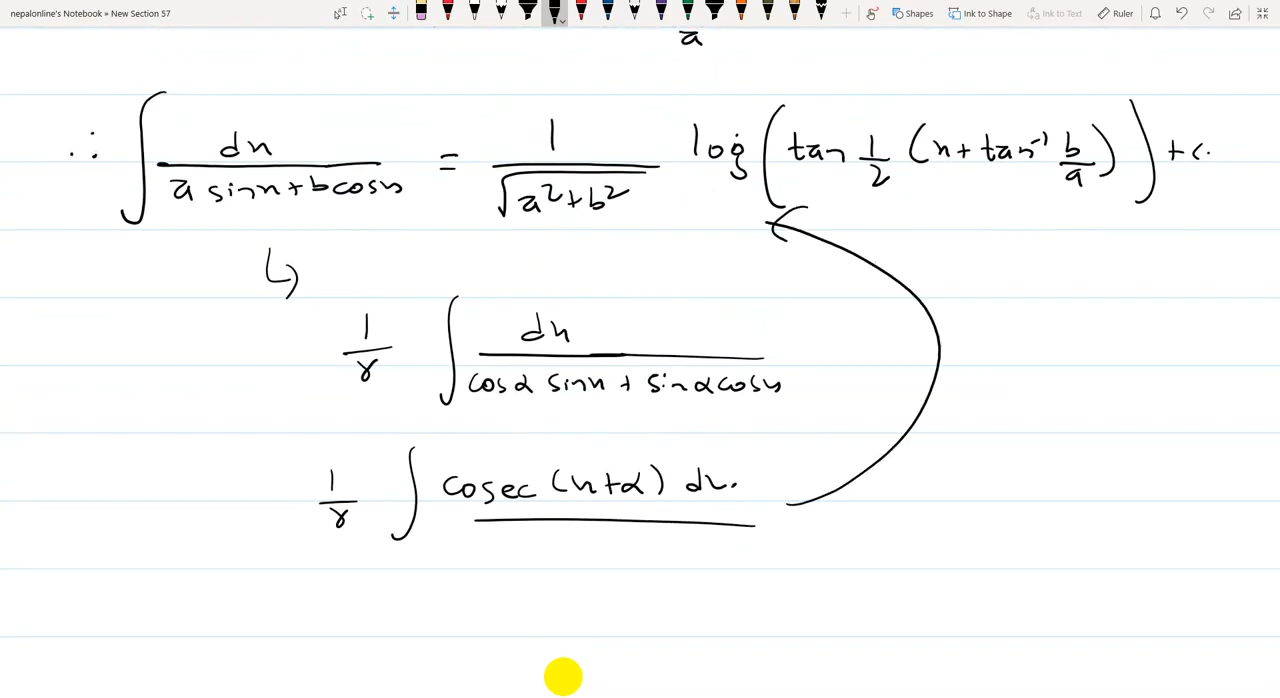 nepalonline's Notebook » New Section 57
Shapes Ink to Shape Ink to Text Ruler
a
∴ ∫ dx / (a sinx + b cosx) = 1 / √(a² + b²) log (tan 1/2 (x + tan⁻¹ b/a)) + c.
↳
1/r ∫ dx / (cosα sinx + sinα cosx)
1/r ∫ cosec (x + α) dx.